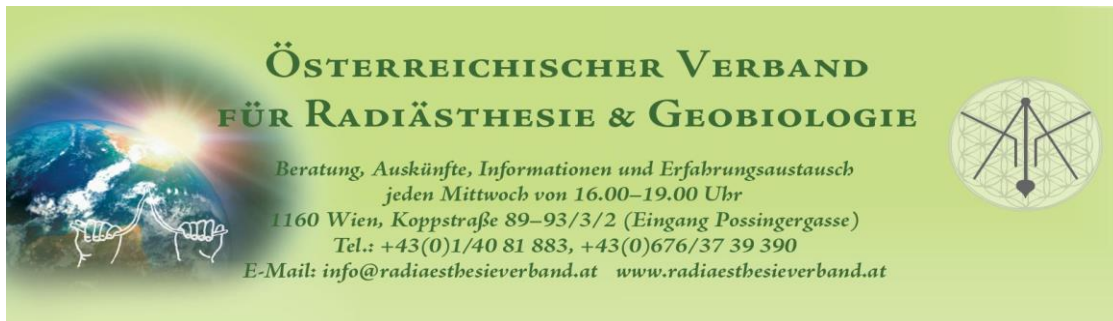 Österreichischer Verband
für Radiästhesie & Geobiologie
Beratung, Auskünfte, Informationen und Erfahrungsaustausch
jeden Mittwoch von 16.00–19.00 Uhr
1160 Wien, Koppstraße 89–93/3/2 (Eingang Possingergasse)
Tel.: +43(0)1/40 81 883, +43(0)676/37 39 390
E-Mail: info@radiaesthesieverband.at www.radiaesthesieverband.at